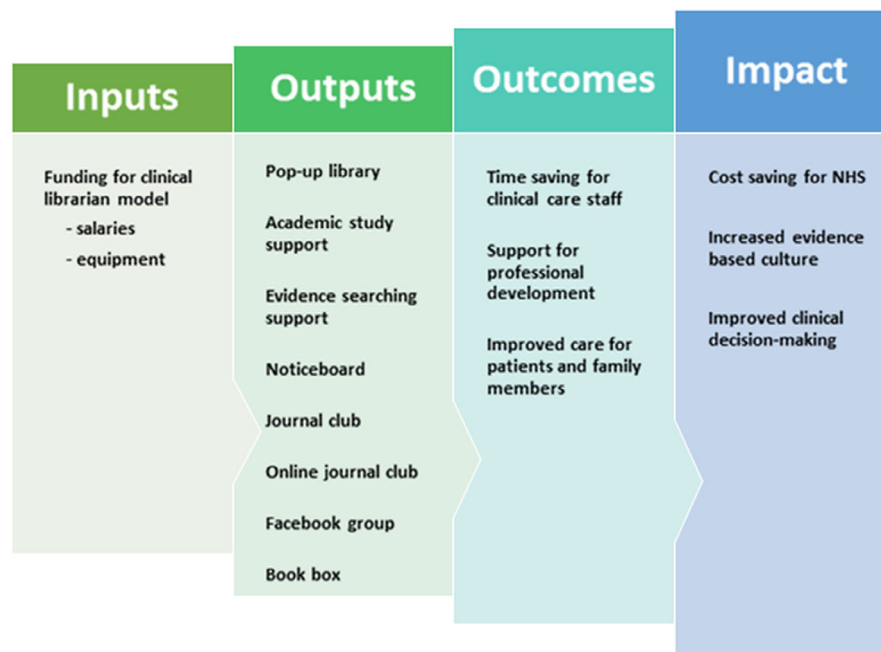 Inputs
Funding for clinical
librarian model
- salaries
- equipment
Outputs
Pop-up library
Academic study
support
Evidence searching
support
Noticeboard
Journal club
Online journal club
Facebook group
Book box
Outcomes
Time saving for
clinical care staff
Support for
professional
development
Improved care for
patients and family
members
Impact
Cost saving for NHS
Increased evidence
based culture
Improved clinical
decision-making